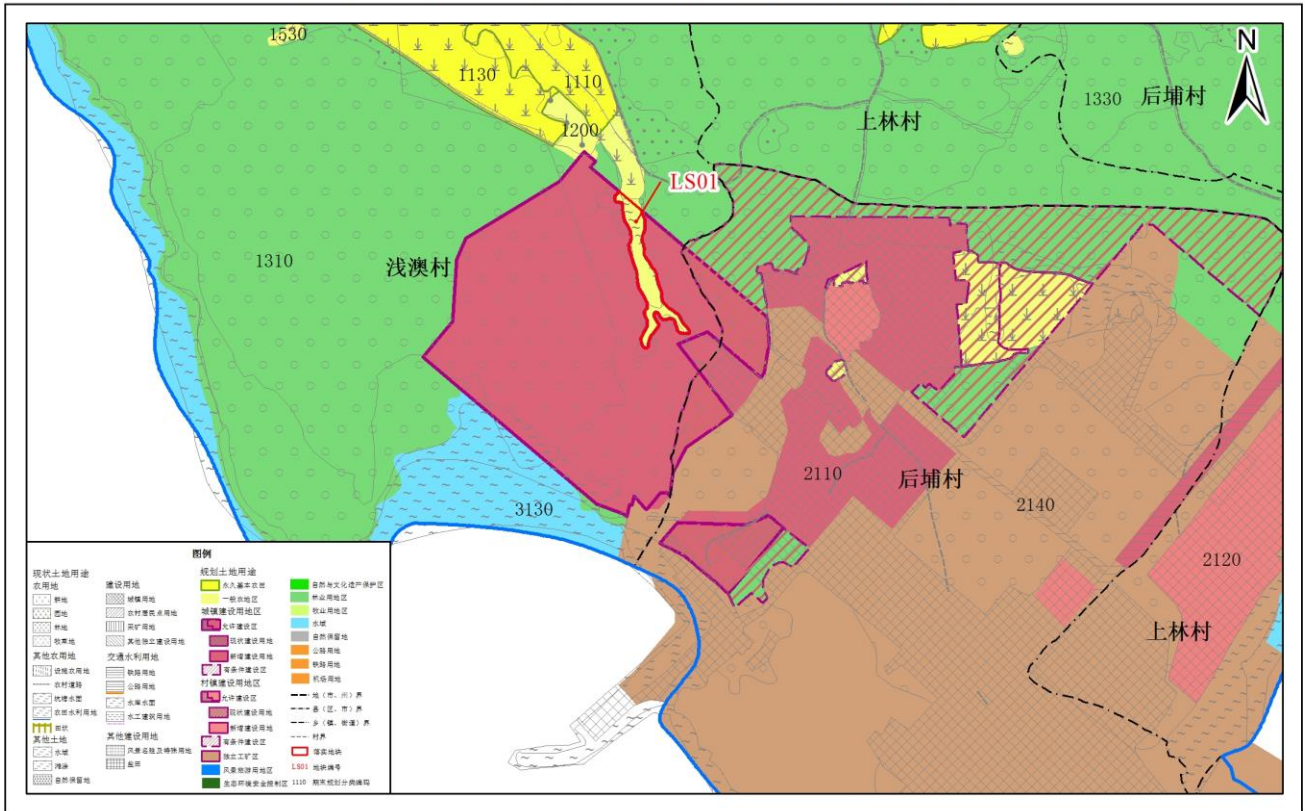 1530
N
1130
1110
1330
后埔村
上林村
1200
LS01
1310
浅澳村
2110
后埔村
2140
3130
2120
上林村
图例
现状土地用途
农用地
耕地
园地
林地
牧草地
其他农用地
设施农用地
农村道路
坑塘水面
农田水利用地
田坎
其他土地
水域
滩涂
自然保留地
建设用地
城镇用地
农村居民点用地
采矿用地
其他独立建设用地
交通水利用地
铁路用地
公路用地
水库水面
水工建筑用地
其他建设用地
风景名胜及特殊用地
盐田
规划土地用途
永久基本农田
一般农地区
城镇建设用地区
允许建设区
现状建设用地
新增建设用地
有条件建设区
村镇建设用地区
允许建设区
现状建设用地
新增建设用地
有条件建设区
独立工矿区
风景旅游用地区
生态环境安全控制区
自然与文化遗产保护区
林业用地区
牧业用地区
水域
自然保留地
公路用地
铁路用地
机场用地
地（市、州）界
县（区、市）界
乡（镇、街道）界
村界
落实地块
LS01 地块编号
1110 期末规划分类编码